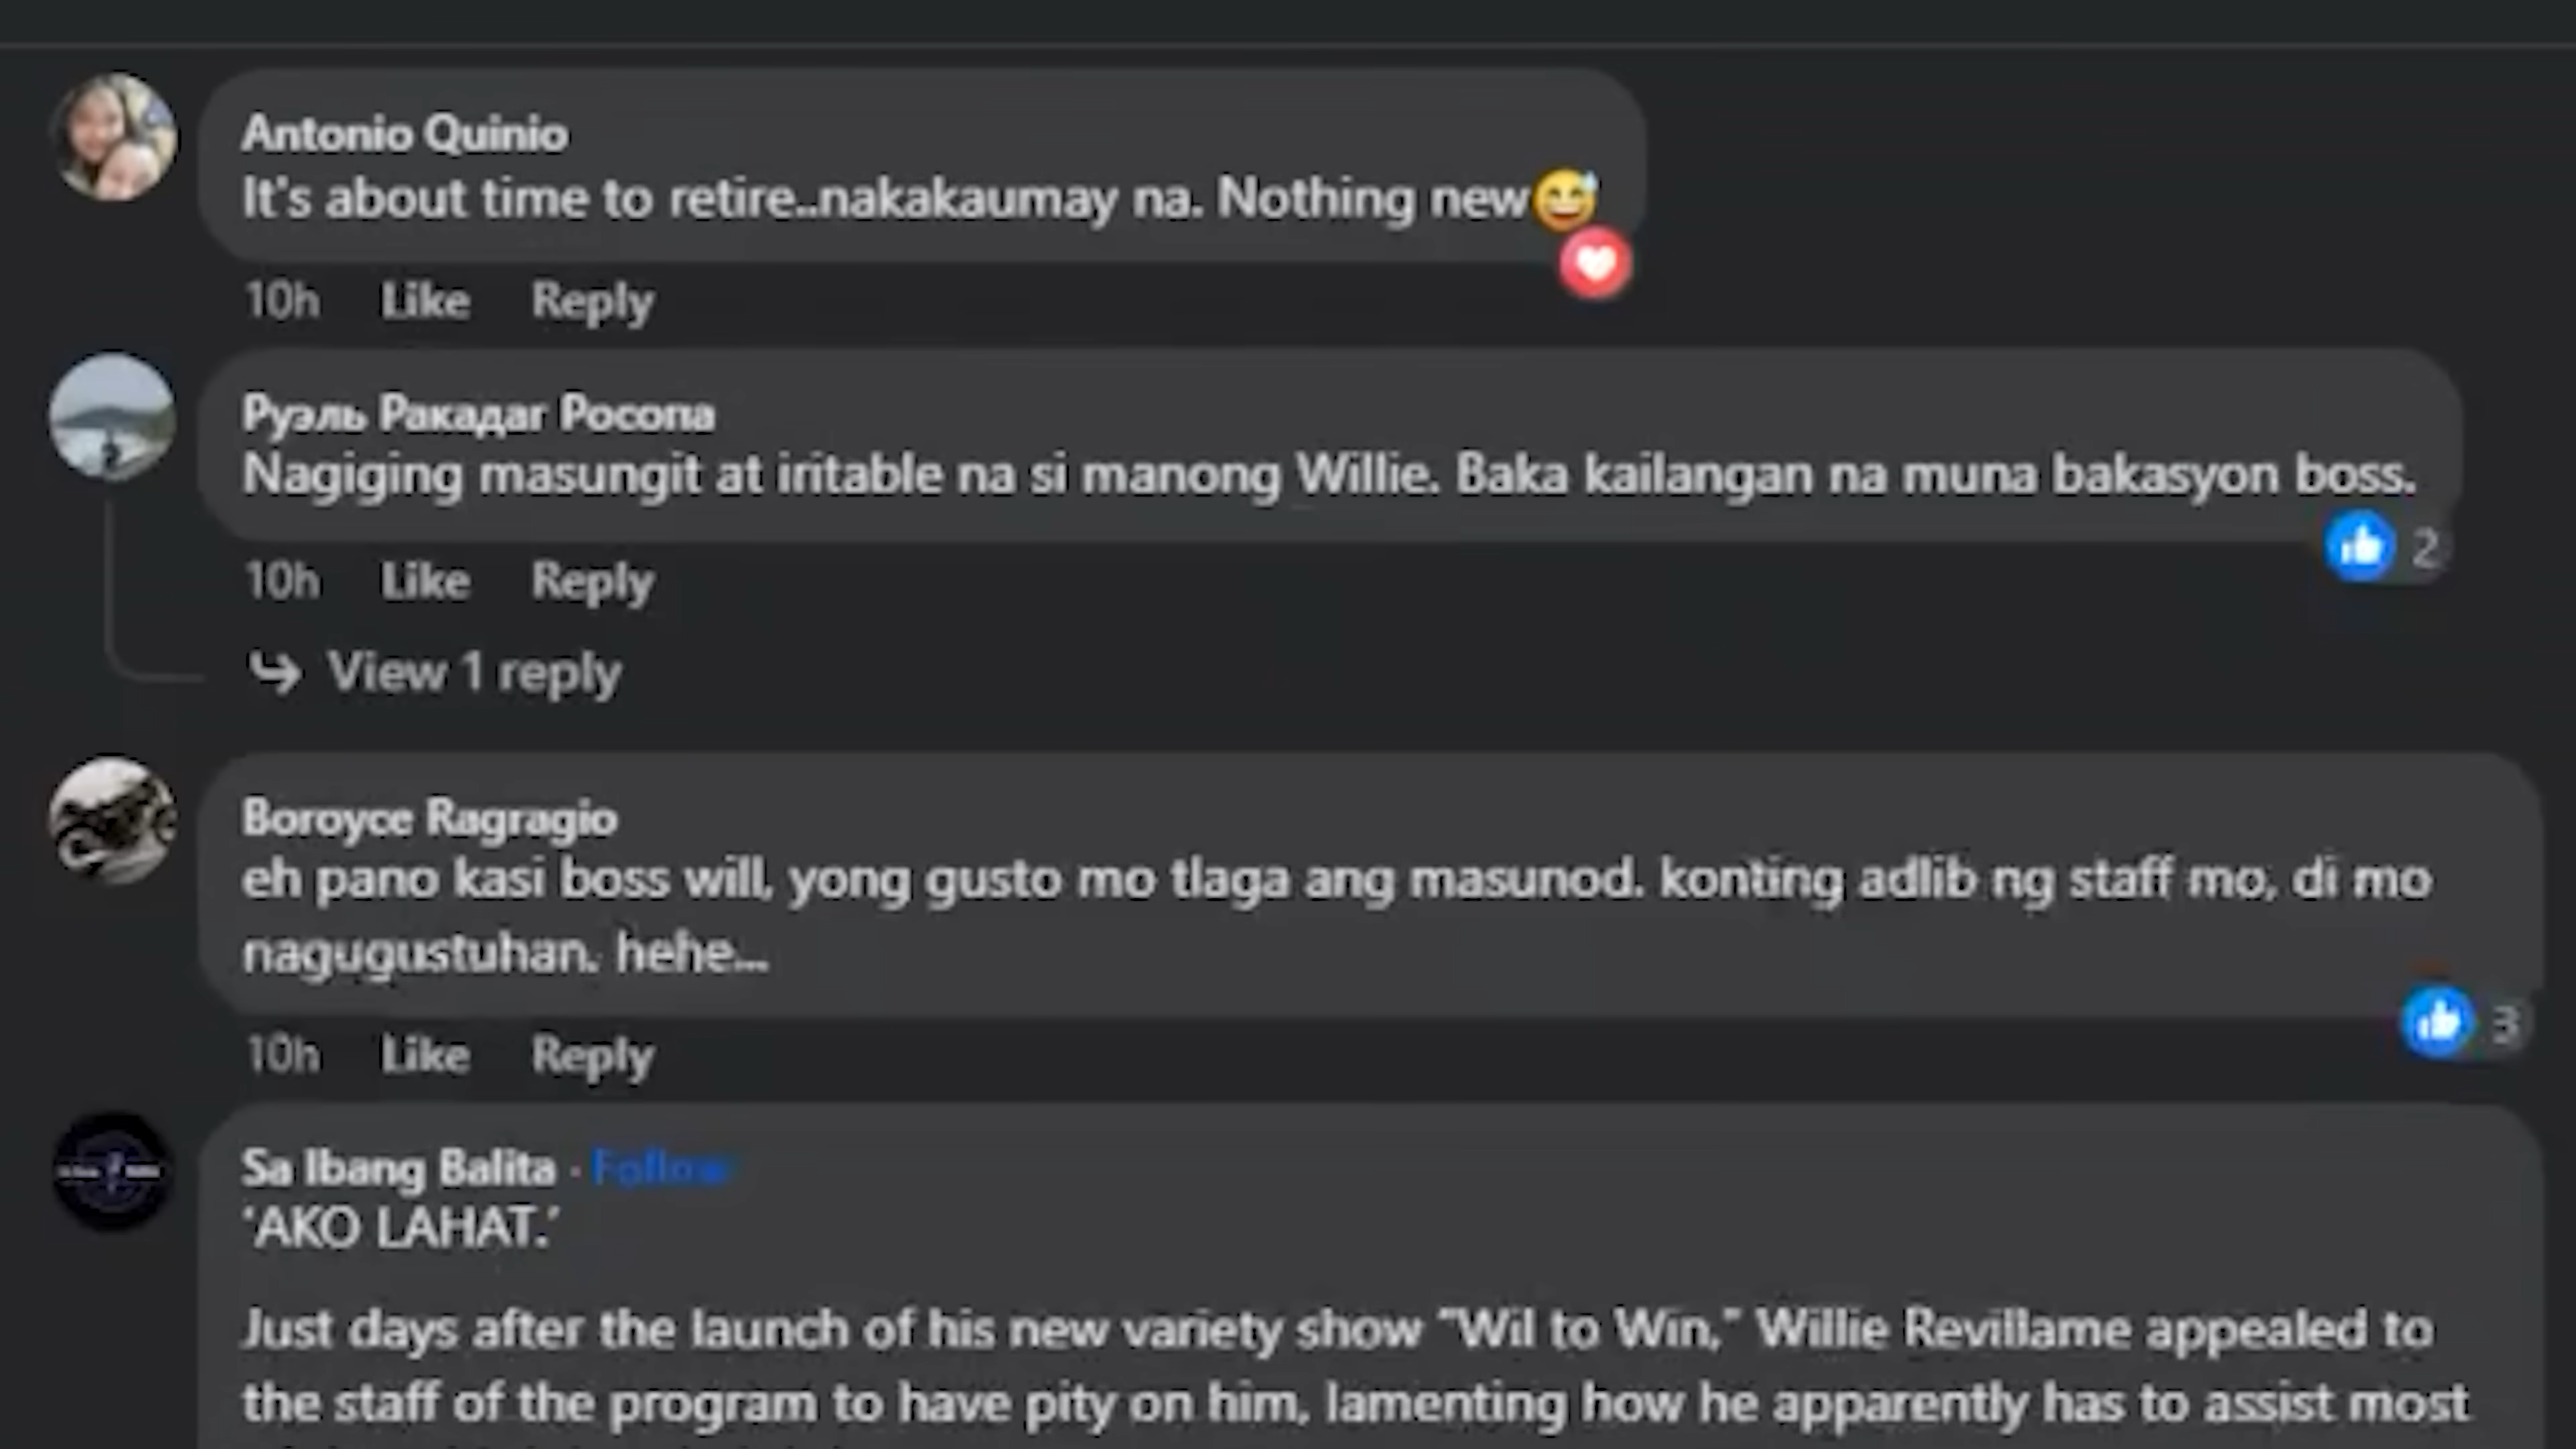 Antonio Quinio
It's about time to retire..nakakaumay na. Nothing new😅
10h Like Reply
Руэль Ракадаг Росопа
Nagiging masungit at iritable na si manong Willie. Baka kailangan na muna bakasyon boss.
2
10h Like Reply
View 1 reply
Boroyce Ragragio
eh pano kasi boss will, yong gusto mo tlaga ang masunod. konting adlib ng staff mo, di mo
nagugustuhan. hehe...
3
10h Like Reply
Sa Ibang Balita · Follow
'AKO LAHAT.'
Just days after the launch of his new variety show "Wil to Win," Willie Revillame appealed to
the staff of the program to have pity on him, lamenting how he apparently has to assist most